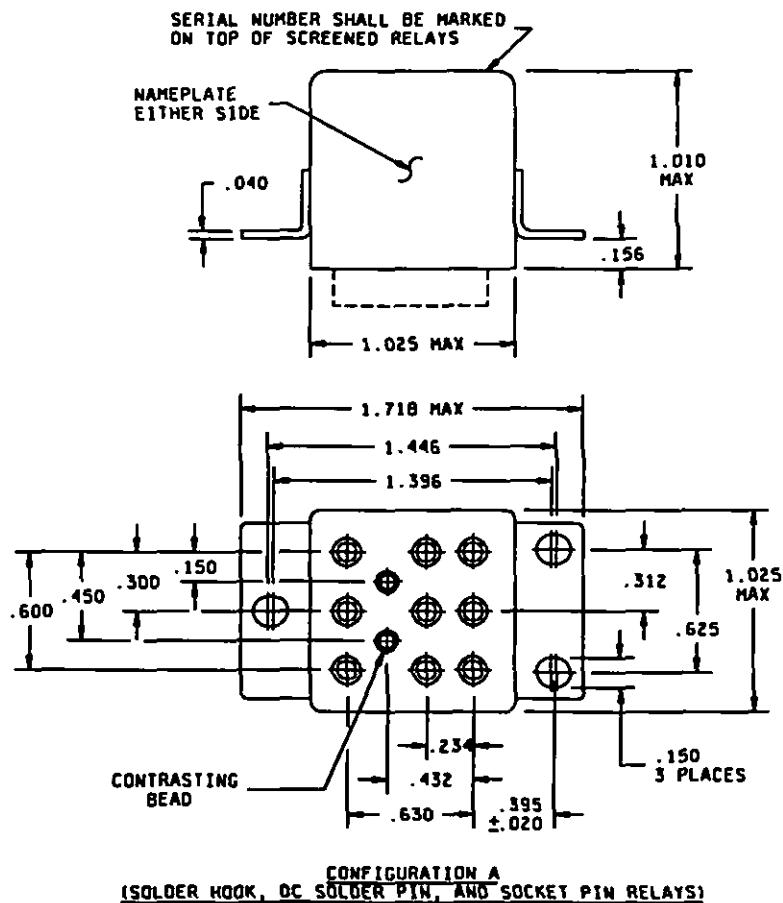 SERIAL NUMBER SHALL BE MARKED
ON TOP OF SCREENED RELAYS
NAMEPLATE
EITHER SIDE
.040
1.010
MAX
.156
1.025 MAX
1.718 MAX
1.446
1.396
.150
.300
.450
.600
.312
.625
1.025
MAX
.234
.432
.630
.395
±.020
.150
3 PLACES
CONTRASTING
BEAD
CONFIGURATION A
(SOLDER HOOK, DC SOLDER PIN, AND SOCKET PIN RELAYS)